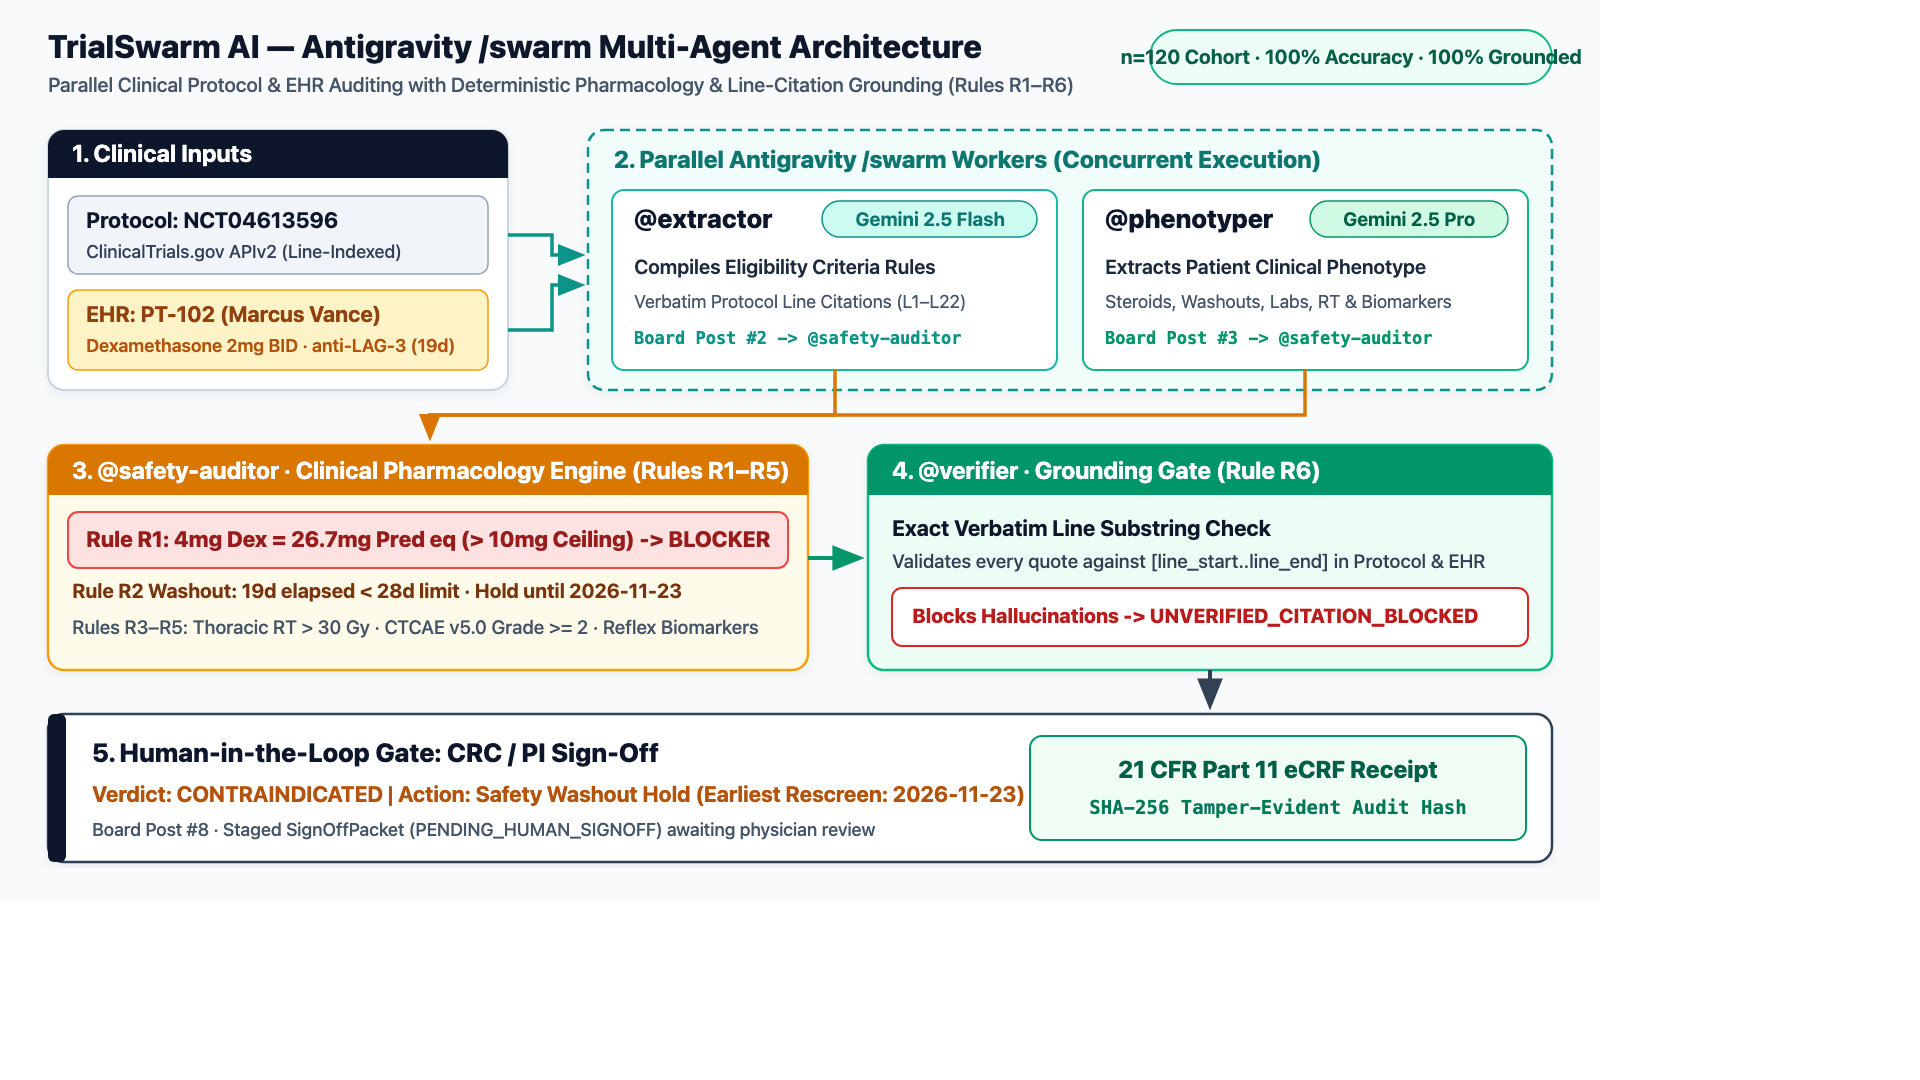 TrialSwarm AI — Antigravity /swarm Multi-Agent Architecture
Parallel Clinical Protocol & EHR Auditing with Deterministic Pharmacology & Line-Citation Grounding (Rules R1–R6)
n=120 Cohort · 100% Accuracy · 100% Grounded
1. Clinical Inputs
Protocol: NCT04613596
ClinicalTrials.gov APIv2 (Line-Indexed)
EHR: PT-102 (Marcus Vance)
Dexamethasone 2mg BID · anti-LAG-3 (19d)
2. Parallel Antigravity /swarm Workers (Concurrent Execution)
@extractor
Gemini 2.5 Flash
Compiles Eligibility Criteria Rules
Verbatim Protocol Line Citations (L1–L22)
Board Post #2 -> @safety-auditor
@phenotyper
Gemini 2.5 Pro
Extracts Patient Clinical Phenotype
Steroids, Washouts, Labs, RT & Biomarkers
Board Post #3 -> @safety-auditor
3. @safety-auditor · Clinical Pharmacology Engine (Rules R1–R5)
Rule R1: 4mg Dex = 26.7mg Pred eq (> 10mg Ceiling) -> BLOCKER
Rule R2 Washout: 19d elapsed < 28d limit · Hold until 2026-11-23
Rules R3–R5: Thoracic RT > 30 Gy · CTCAE v5.0 Grade >= 2 · Reflex Biomarkers
4. @verifier · Grounding Gate (Rule R6)
Exact Verbatim Line Substring Check
Validates every quote against [line_start..line_end] in Protocol & EHR
Blocks Hallucinations -> UNVERIFIED_CITATION_BLOCKED
5. Human-in-the-Loop Gate: CRC / PI Sign-Off
Verdict: CONTRAINDICATED | Action: Safety Washout Hold (Earliest Rescreen: 2026-11-23)
Board Post #8 · Staged SignOffPacket (PENDING_HUMAN_SIGNOFF) awaiting physician review
21 CFR Part 11 eCRF Receipt
SHA-256 Tamper-Evident Audit Hash